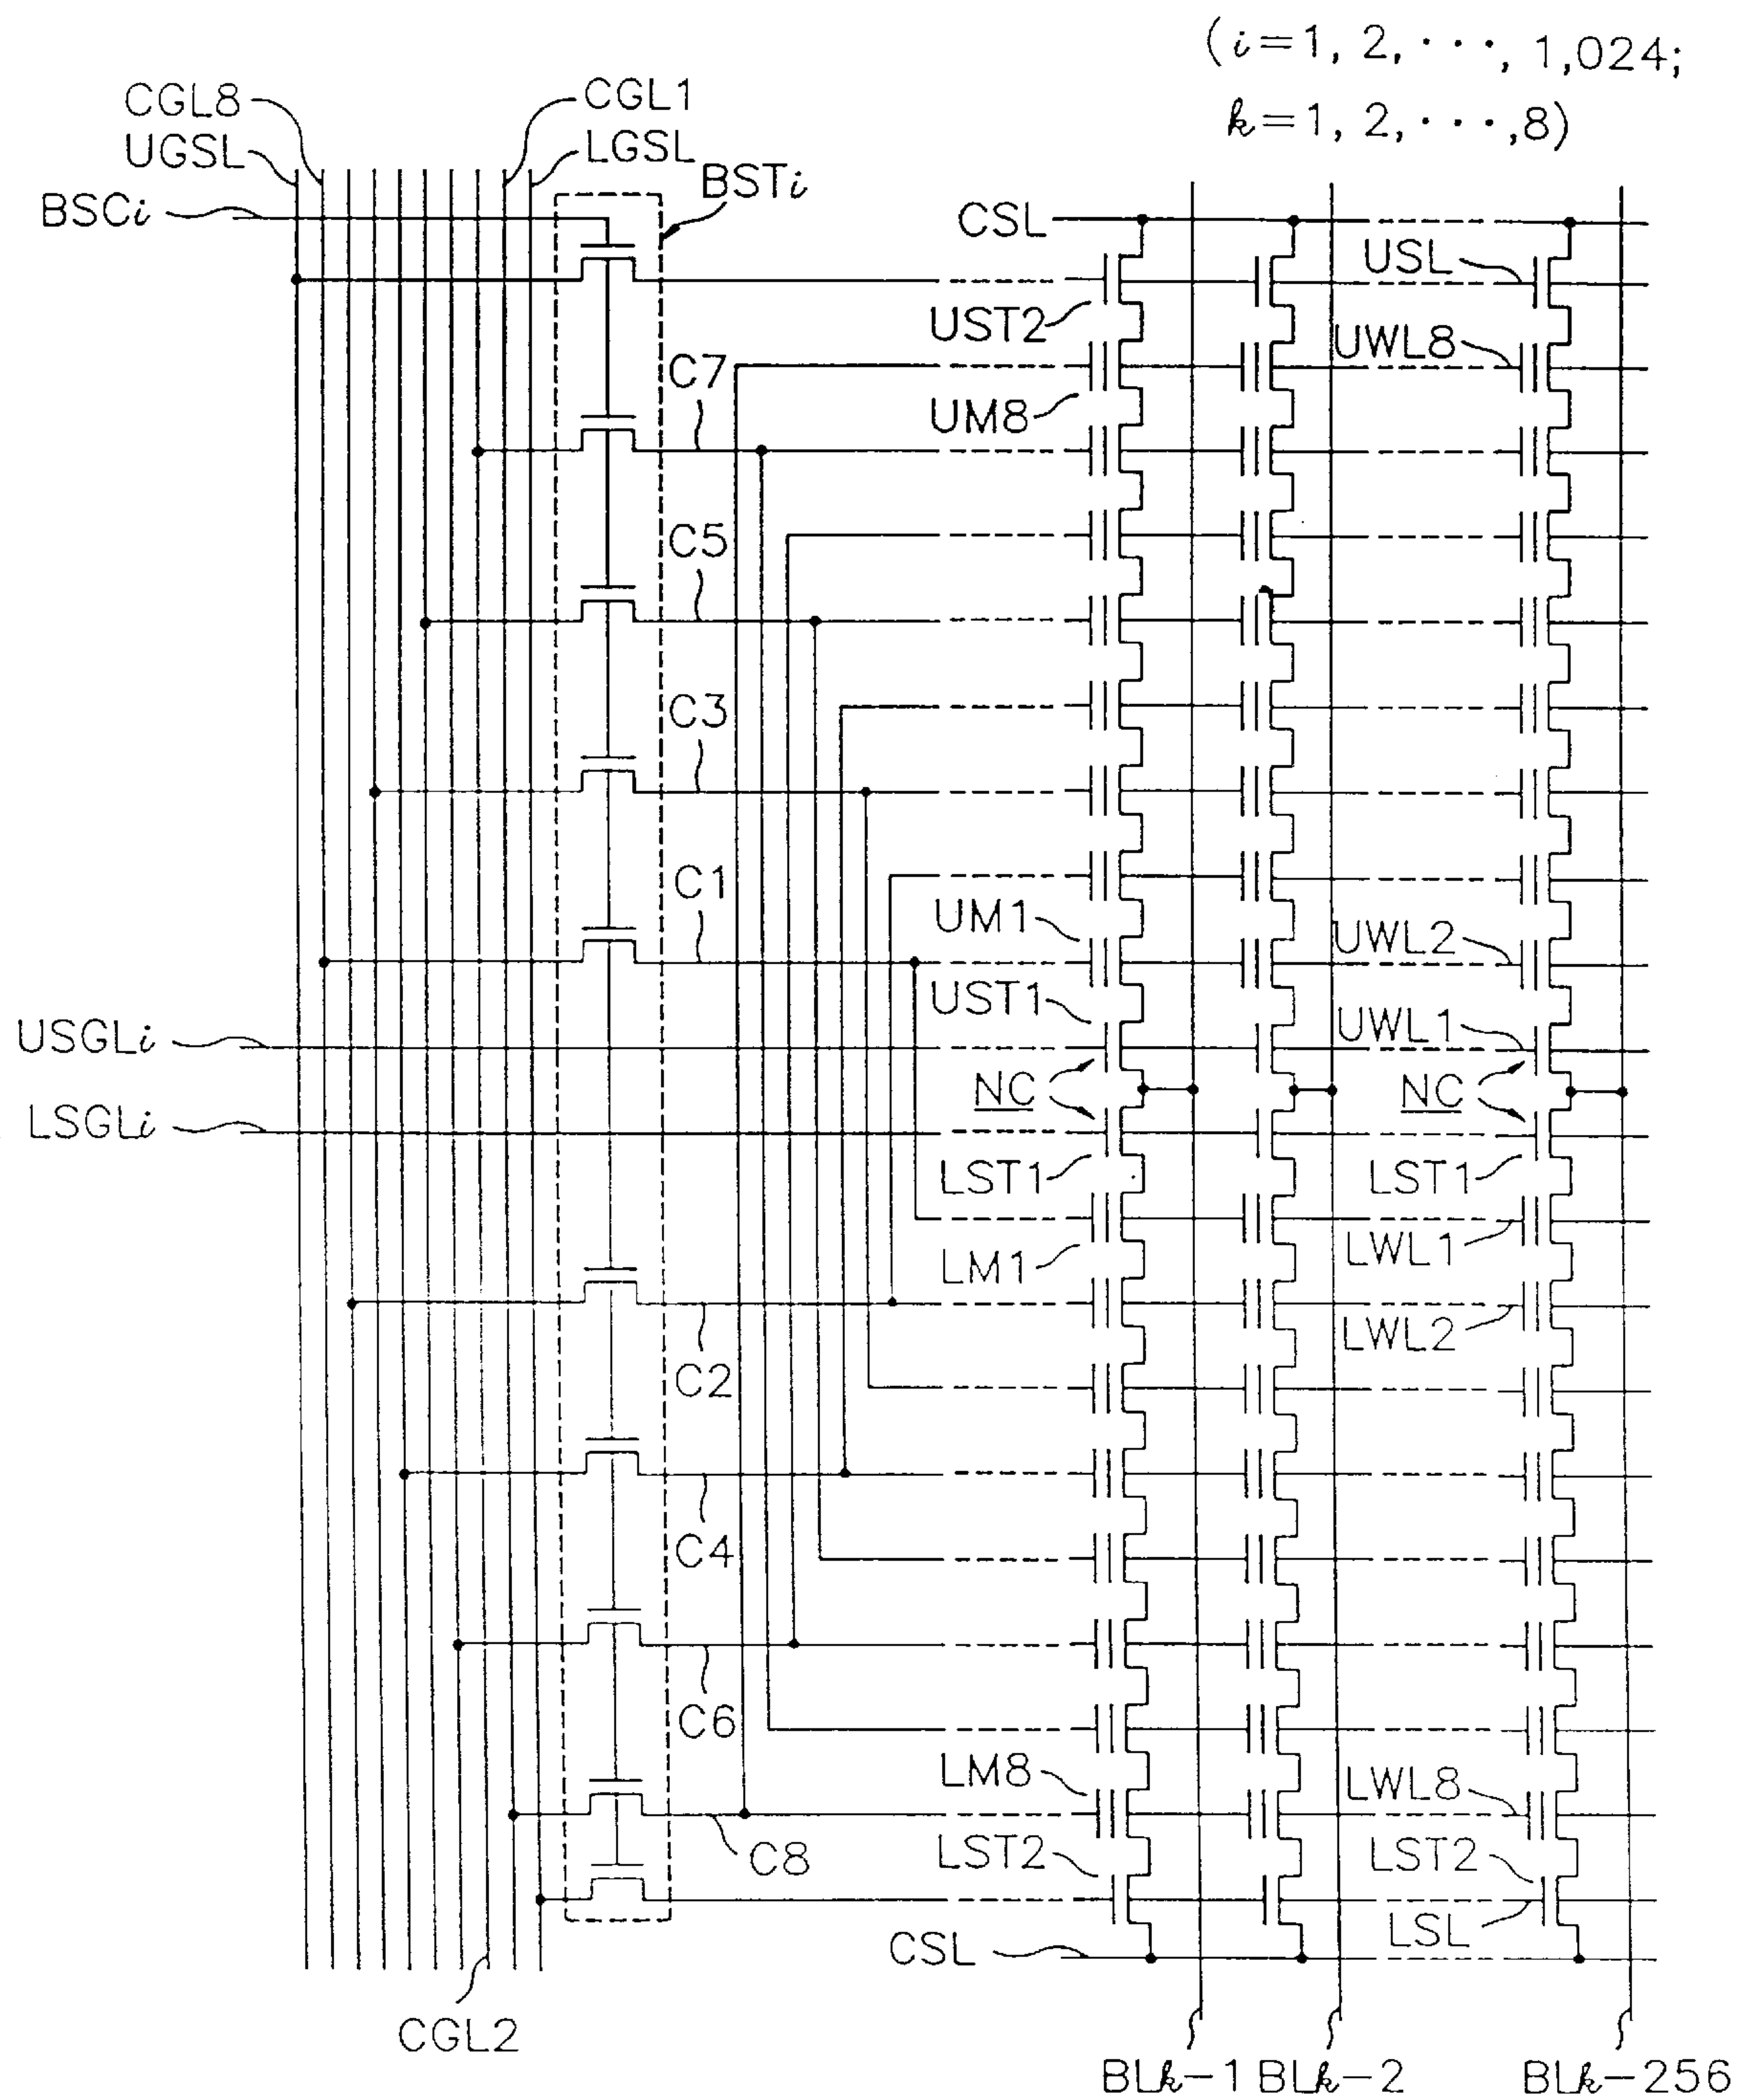 (i=1, 2, ···, 1,024;
k=1, 2, ···,8)
CGL8
CGL1
UGSL
LGSL
BSTi
BSCi
CSL
USL
UST2
UWL8
C7
UM8
C5
C3
C1
UM1
UWL2
UST1
UWL1
USGLi
NC
NC
LSGLi
LST1
LST1
LM1
LWL1
LWL2
C2
C4
C6
LM8
LWL8
C8
LST2
LST2
LSL
CSL
CGL2
BLk-1
BLk-2
BLk-256